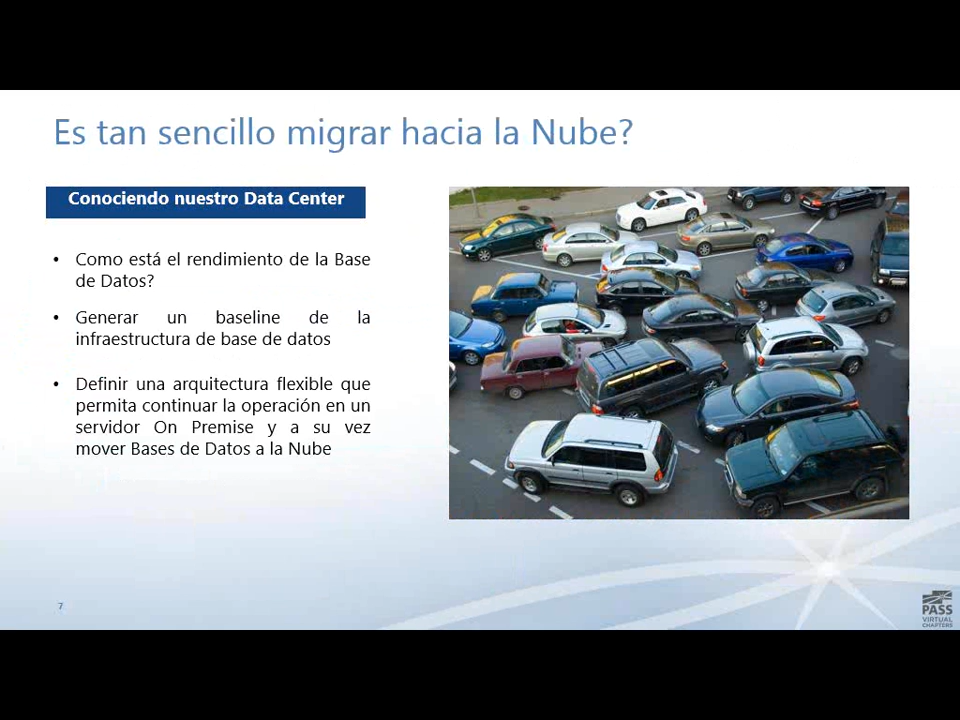 Es tan sencillo migrar hacia la Nube?
Conociendo nuestro Data Center
• Como está el rendimiento de la Base
de Datos?
• Generar un baseline de la
infraestructura de base de datos
• Definir una arquitectura flexible que
permita continuar la operación en un
servidor On Premise y a su vez
mover Bases de Datos a la Nube
7
PASS
VIRTUAL
CHAPTERS